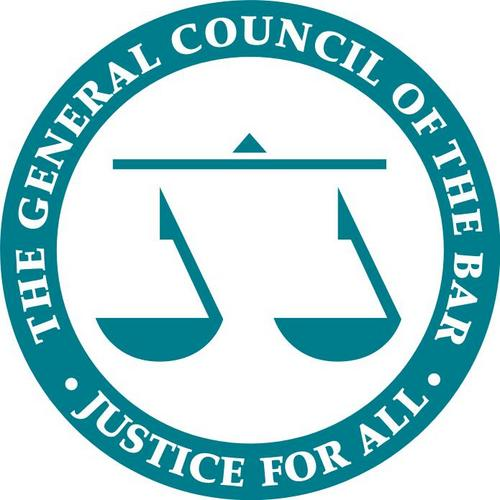 THE GENERAL COUNCIL OF THE BAR
• JUSTICE FOR ALL •